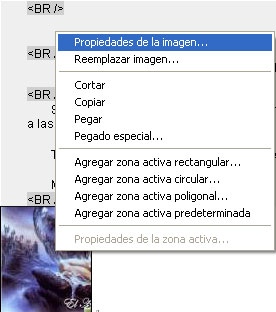 <BR />
Propiedades de la imagen...
<BR
Reemplazar imagen...
<BR
Cortar
Copiar
a las
Pegar
Pegado especial...
T
Agregar zona activa rectangular...
Agregar zona activa circular...
M
Agregar zona activa poligonal...
<BR
Agregar zona activa predeterminada
Propiedades de la zona activa...
El